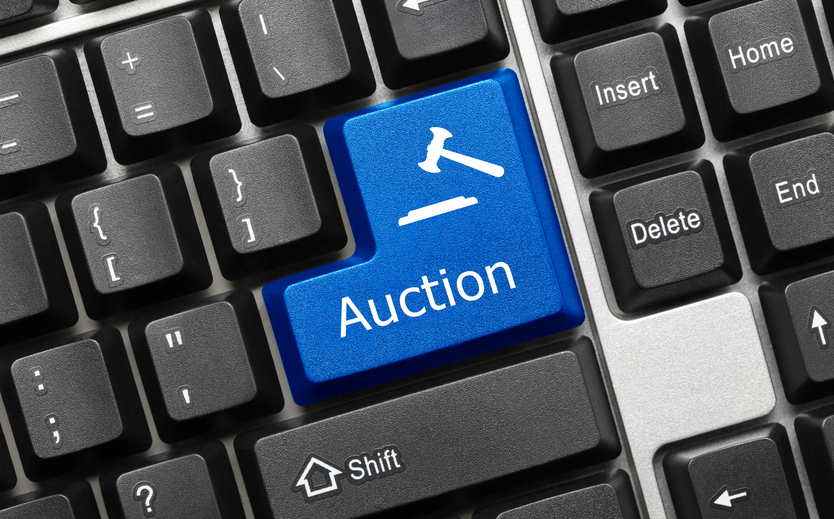 +
=
|
\
←
Insert
Home
{
[
}
]
Delete
End
Auction
:
;
"
'
↑
Shift
?
←